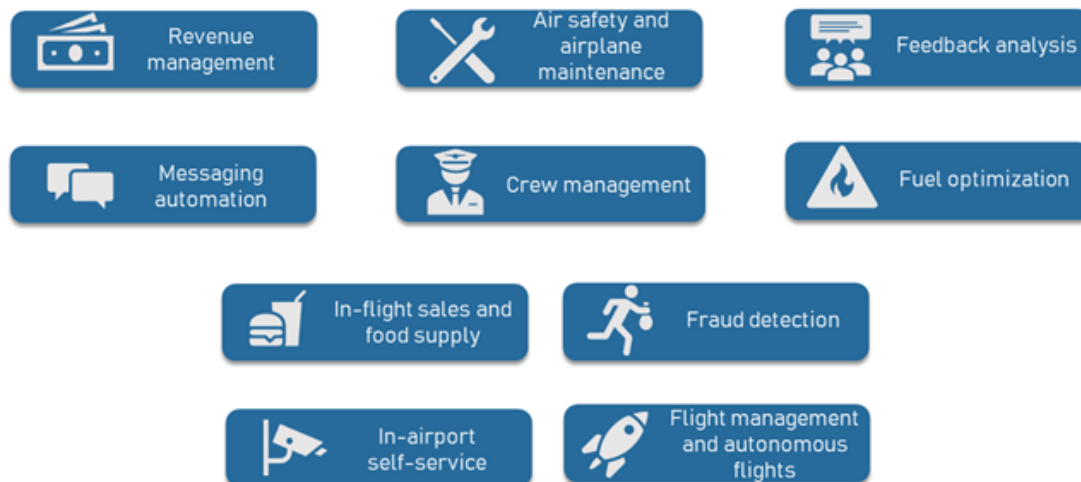 Revenue
management
Air safety and
airplane
maintenance
Feedback analysis
Messaging
automation
Crew management
Fuel optimization
In-flight sales and
food supply
Fraud detection
In-airport
self-service
Flight management
and autonomous
flights